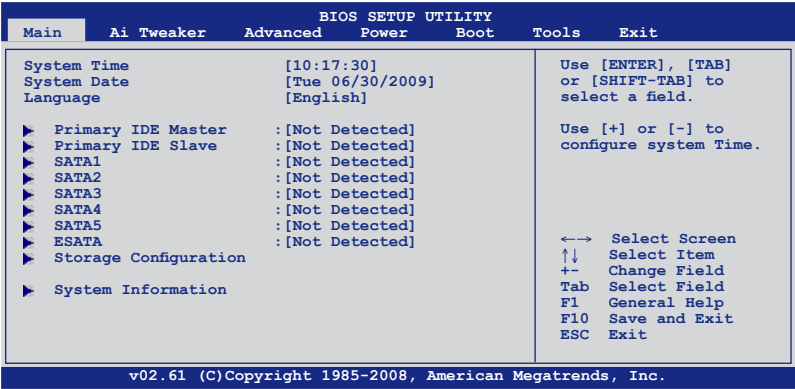 BIOS SETUP UTILITY
Main Ai Tweaker Advanced Power Boot Tools Exit
System Time [10:17:30]
System Date [Tue 06/30/2009]
Language [English]
Primary IDE Master :[Not Detected]
Primary IDE Slave :[Not Detected]
SATA1 :[Not Detected]
SATA2 :[Not Detected]
SATA3 :[Not Detected]
SATA4 :[Not Detected]
SATA5 :[Not Detected]
ESATA :[Not Detected]
Storage Configuration
System Information
Use [ENTER], [TAB]
or [SHIFT-TAB] to
select a field.
Use [+] or [-] to
configure system Time.
←→ Select Screen
↑↓ Select Item
+- Change Field
Tab Select Field
F1 General Help
F10 Save and Exit
ESC Exit
v02.61 (C)Copyright 1985-2008, American Megatrends, Inc.